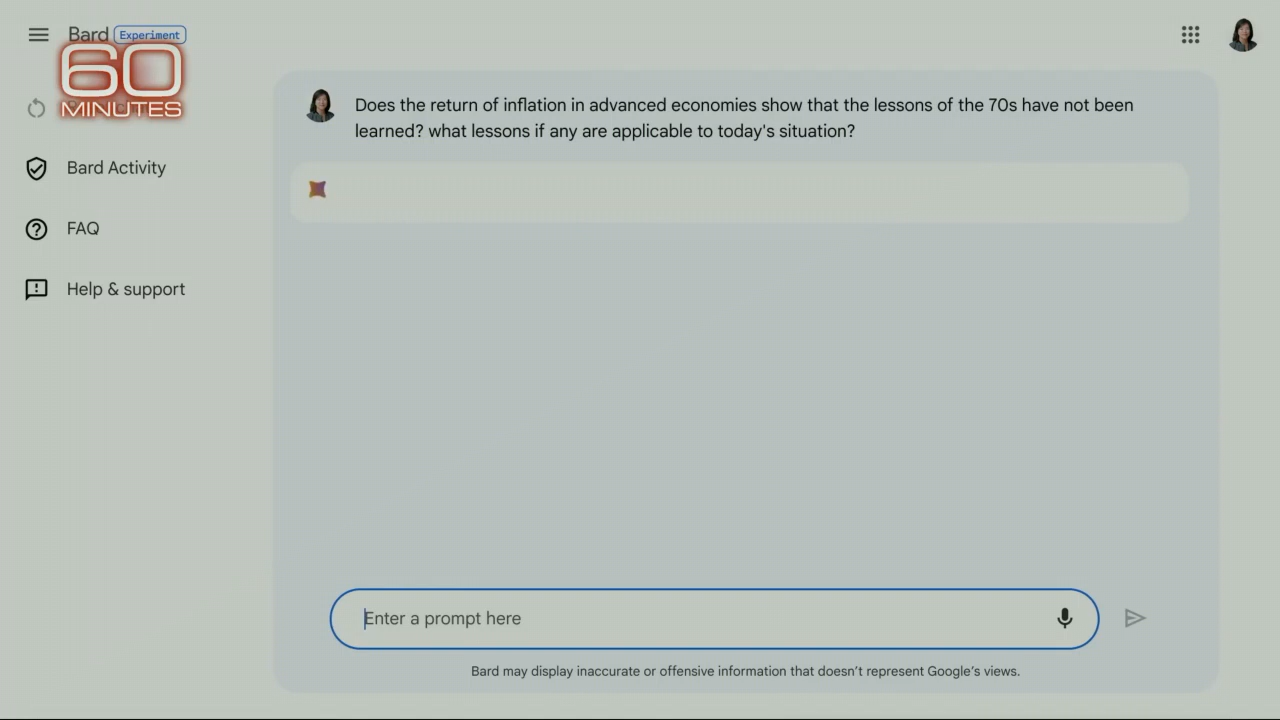 Bard Experiment
60
MINUTES
Bard Activity
FAQ
Help & support
Does the return of inflation in advanced economies show that the lessons of the 70s have not been
learned? what lessons if any are applicable to today's situation?
Enter a prompt here
Bard may display inaccurate or offensive information that doesn't represent Google's views.